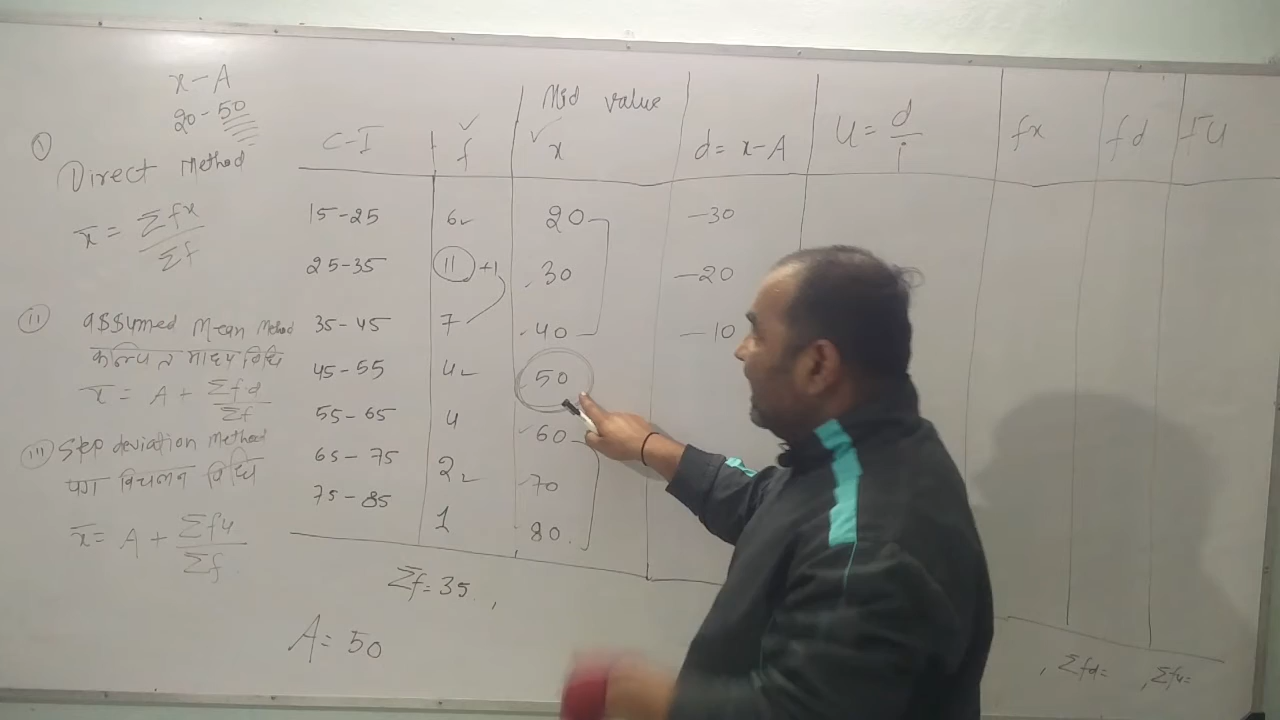 x-A
20-50
①
Direct Method
x̄ = Σfx / Σf
(ii) assumed Mean Method
कल्पित माध्य विधि
x̄ = A + Σfd / Σf
(iii) Step deviation Method
पग विचलन विधि
x̄ = A + Σfu / Σf
C-I f Mid value x d = x-A U = d/i fx fd FU
15-25 6 20 -30
25-35 11 +1 30 -20
35-45 7 40 -10
45-55 4 50
55-65 4 60
65-75 2 70
75-85 1 80
Σf = 35
A = 50
Σfd= , Σfu=